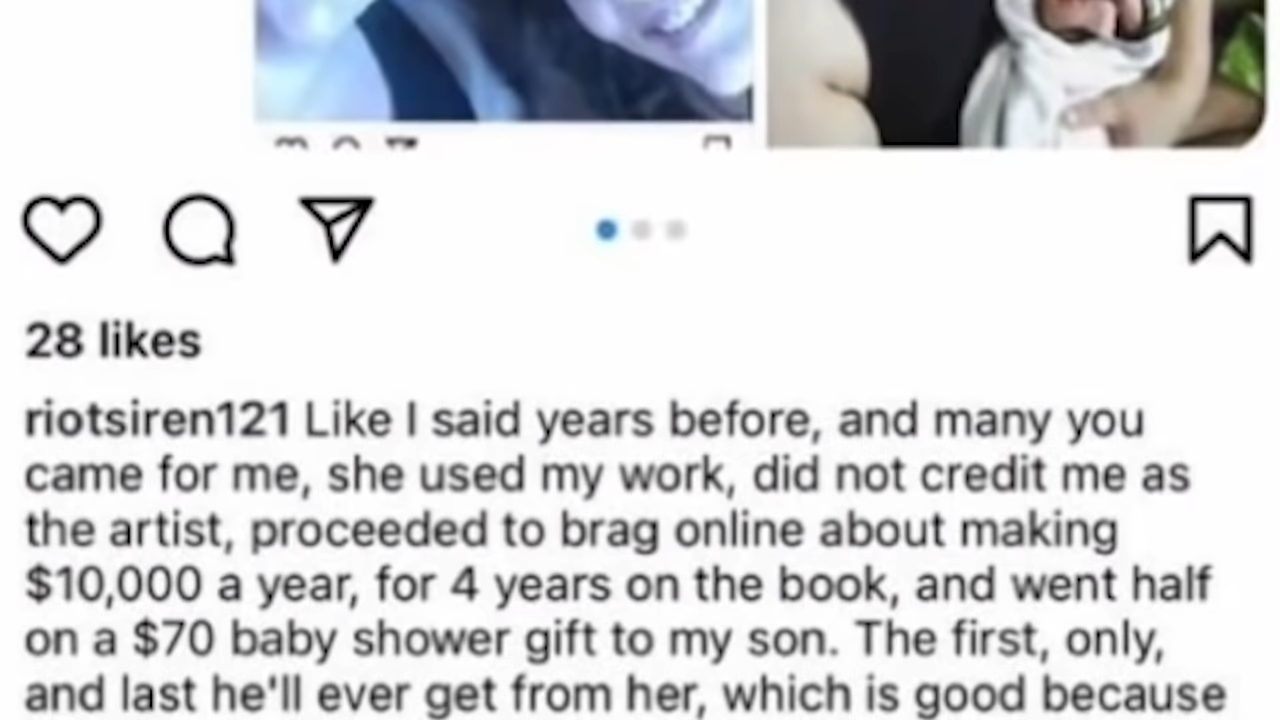 28 likes
riotsiren121 Like I said years before, and many you
came for me, she used my work, did not credit me as
the artist, proceeded to brag online about making
$10,000 a year, for 4 years on the book, and went half
on a $70 baby shower gift to my son. The first, only,
and last he'll ever get from her, which is good because